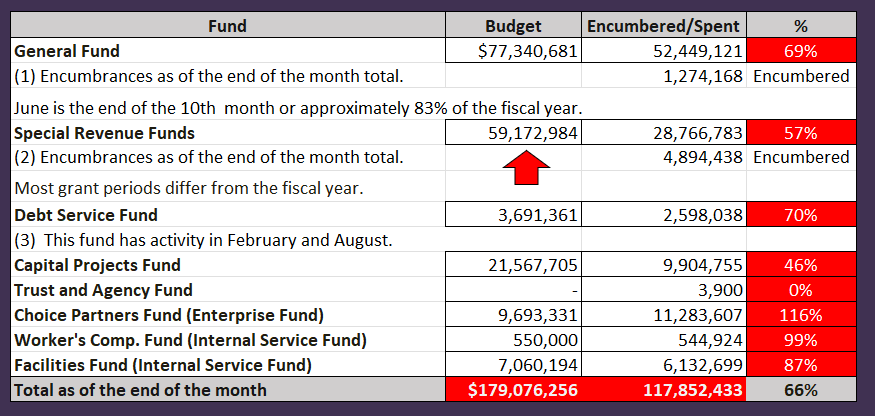 Fund Budget Encumbered/Spent %
General Fund $77,340,681 52,449,121 69%
(1) Encumbrances as of the end of the month total. 1,274,168 Encumbered
June is the end of the 10th month or approximately 83% of the fiscal year.
Special Revenue Funds 59,172,984 28,766,783 57%
(2) Encumbrances as of the end of the month total. 4,894,438 Encumbered
Most grant periods differ from the fiscal year.
Debt Service Fund 3,691,361 2,598,038 70%
(3) This fund has activity in February and August.
Capital Projects Fund 21,567,705 9,904,755 46%
Trust and Agency Fund - 3,900 0%
Choice Partners Fund (Enterprise Fund) 9,693,331 11,283,607 116%
Worker's Comp. Fund (Internal Service Fund) 550,000 544,924 99%
Facilities Fund (Internal Service Fund) 7,060,194 6,132,699 87%
Total as of the end of the month $179,076,256 117,852,433 66%